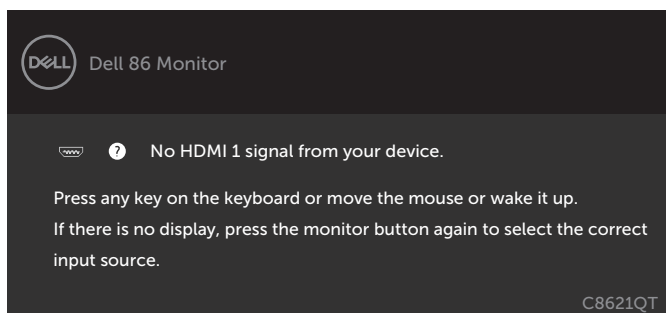 DELL
Dell 86 Monitor
? No HDMI 1 signal from your device.
Press any key on the keyboard or move the mouse or wake it up.
If there is no display, press the monitor button again to select the correct
input source.
C8621QT